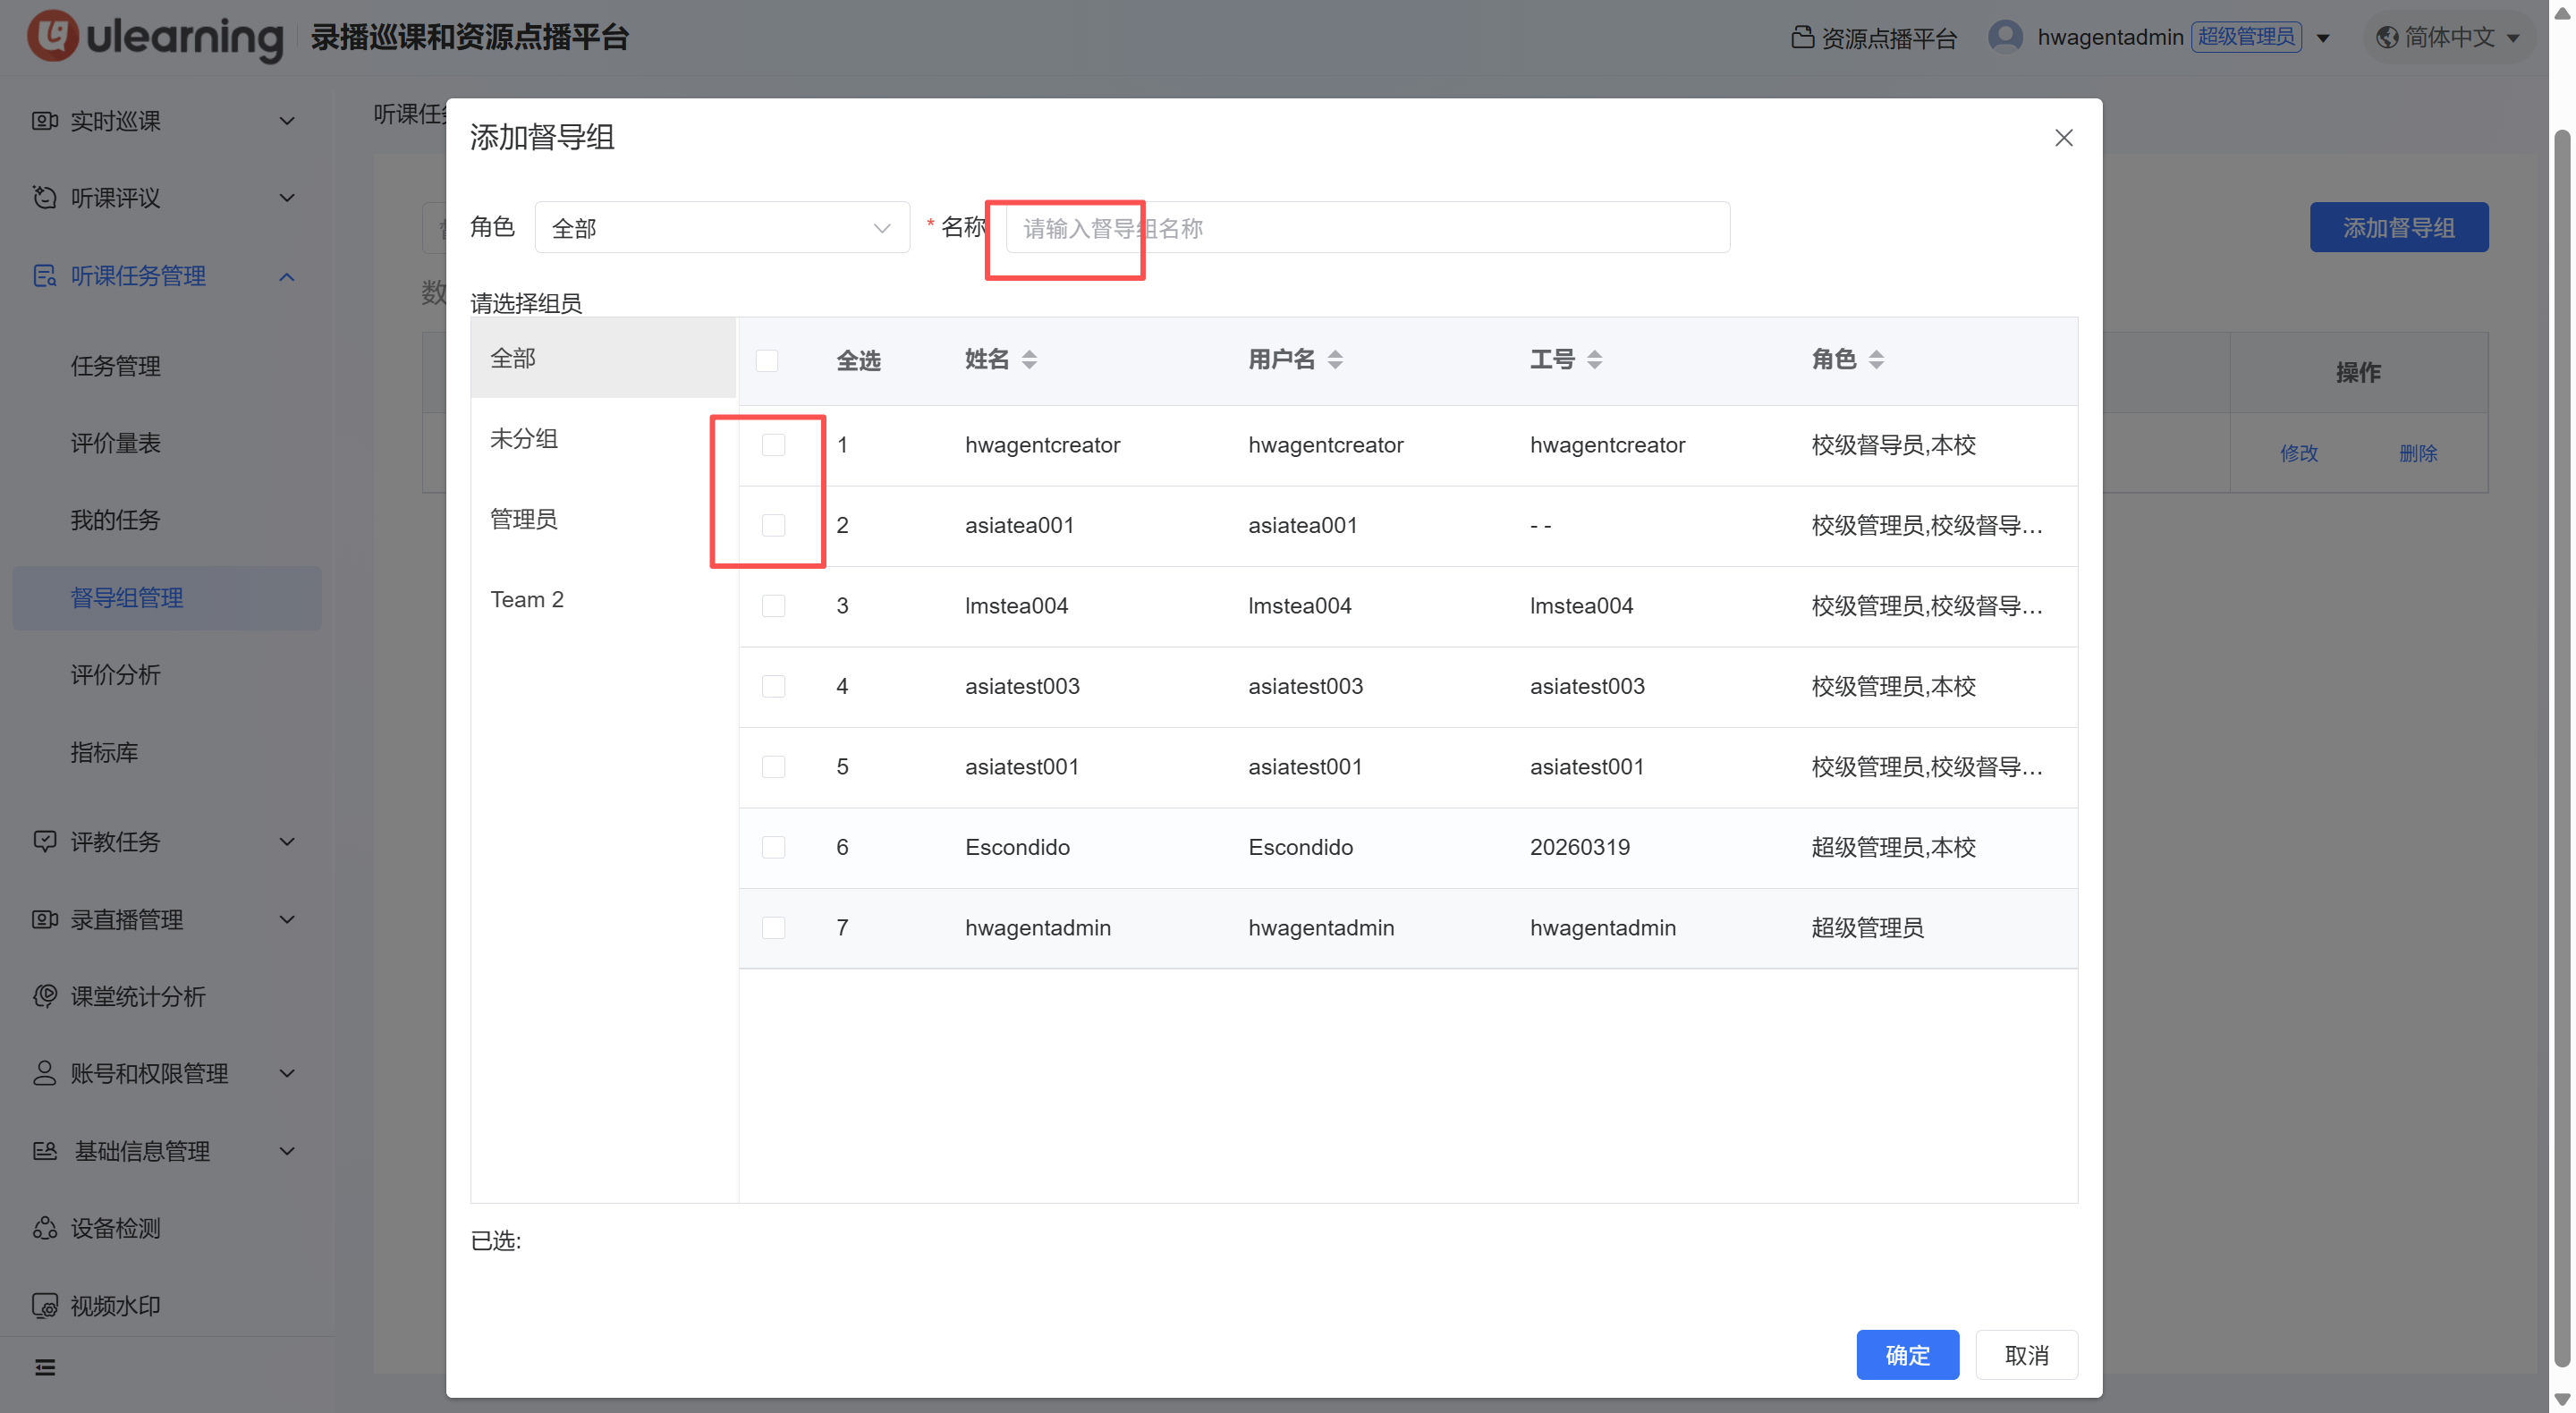 ulearning 录播巡课和资源点播平台 资源点播平台 hwagentadmin 超级管理员 简体中文
实时巡课
听课评议
听课任务管理
任务管理
评价量表
我的任务
督导组管理
评价分析
指标库
评教任务
录直播管理
课堂统计分析
账号和权限管理
基础信息管理
设备检测
视频水印
听课任务
添加督导组
数
操作
修改 删除
添加督导组
角色 全部 * 名称 请输入督导组名称
请选择组员
全部
未分组
管理员
Team 2
全选 姓名 用户名 工号 角色
1 hwagentcreator hwagentcreator hwagentcreator 校级督导员,本校
2 asiatea001 asiatea001 - - 校级管理员,校级督导...
3 lmstea004 lmstea004 lmstea004 校级管理员,校级督导...
4 asiatest003 asiatest003 asiatest003 校级管理员,本校
5 asiatest001 asiatest001 asiatest001 校级管理员,校级督导...
6 Escondido Escondido 20260319 超级管理员,本校
7 hwagentadmin hwagentadmin hwagentadmin 超级管理员
已选:
确定 取消